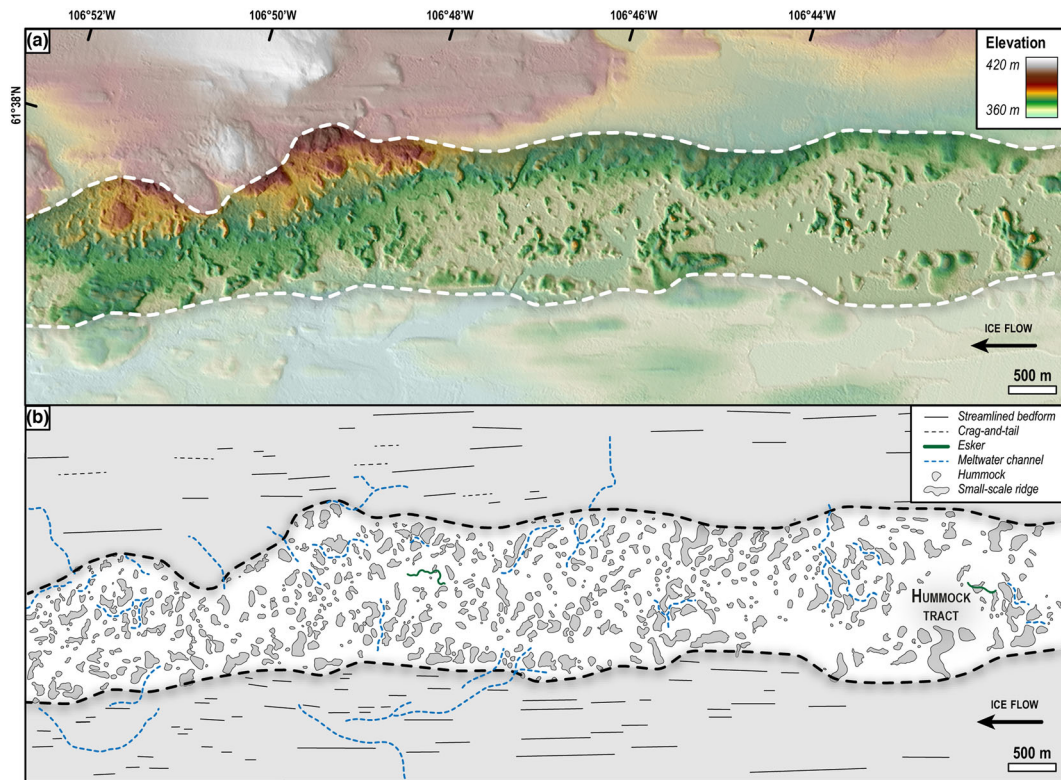 106°52'W 106°50'W 106°48'W 106°46'W 106°44'W
61°38'N
(a)
Elevation
420 m
360 m
ICE FLOW
500 m
(b)
Streamlined bedform
Crag-and-tail
Esker
Meltwater channel
Hummock
Small-scale ridge
HUMMOCK
TRACT
ICE FLOW
500 m